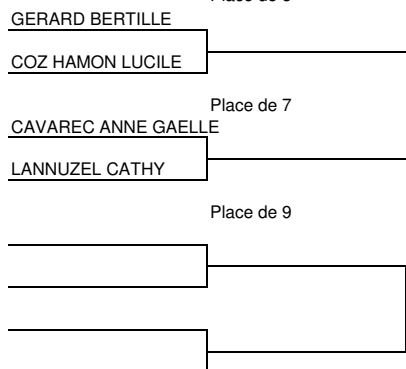 GERARD BERTILLE
COZ HAMON LUCILE
Place de 7
CAVAREC ANNE GAELLE
LANNUZEL CATHY
Place de 9